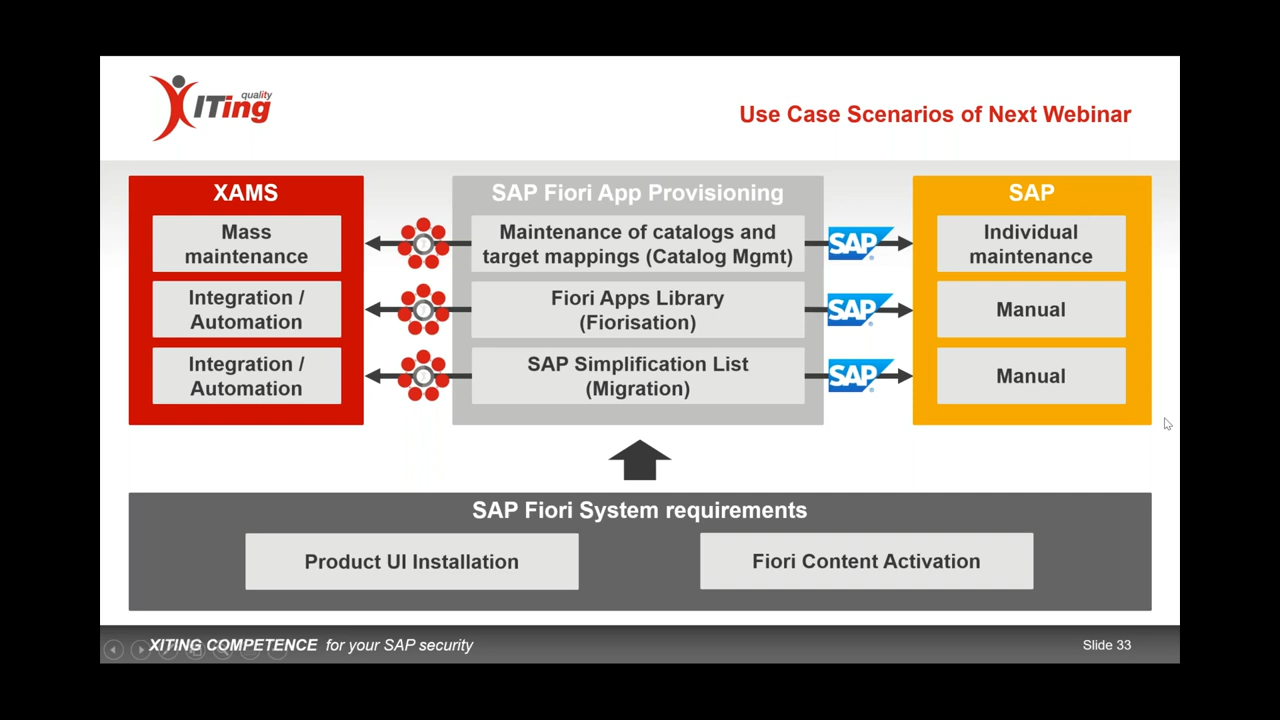 quality
XITing
Use Case Scenarios of Next Webinar
XAMS
Mass
maintenance
Integration /
Automation
Integration /
Automation
SAP Fiori App Provisioning
Maintenance of catalogs and
target mappings (Catalog Mgmt)
Fiori Apps Library
(Fiorisation)
SAP Simplification List
(Migration)
SAP
SAP
SAP
SAP
Individual
maintenance
Manual
Manual
SAP Fiori System requirements
Product UI Installation
Fiori Content Activation
XITING COMPETENCE for your SAP security
Slide 33